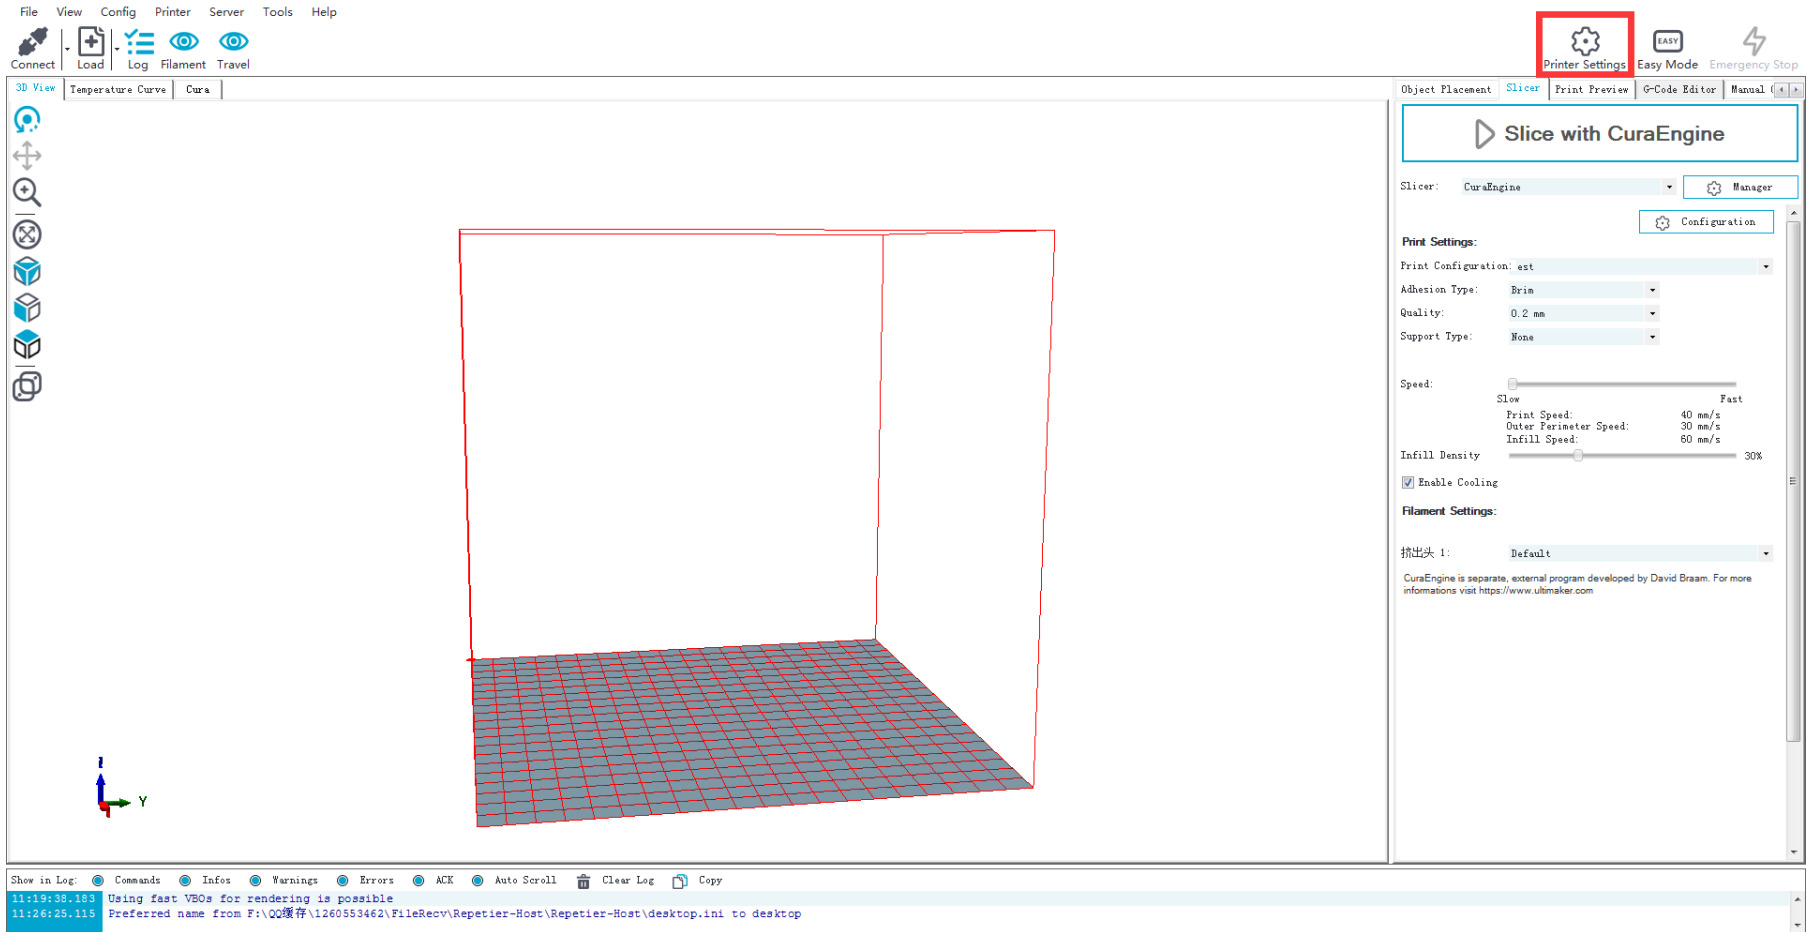 File View Config Printer Server Tools Help
Connect Load Log Filament Travel
EASY
Printer Settings Easy Mode Emergency Stop
3D View Temperature Curve Cura
Object Placement Slicer Print Preview G-Code Editor Manual C
Slice with CuraEngine
Slicer: CuraEngine Manager
Configuration
Print Settings:
Print Configuration: est
Adhesion Type: Brim
Quality: 0.2 mm
Support Type: None
Speed:
Slow Fast
Print Speed: 40 mm/s
Outer Perimeter Speed: 30 mm/s
Infill Speed: 60 mm/s
Infill Density 30%
Enable Cooling
Filament Settings:
挤出头 1: Default
CuraEngine is separate, external program developed by David Braam. For more
informations visit https://www.ultimaker.com
Z
Y
Show in Log: Commands Infos Warnings Errors ACK Auto Scroll Clear Log Copy
11:19:38.183 Using fast VBOs for rendering is possible
11:26:25.115 Preferred name from F:\QQ缓存\1260553462\FileRecv\Repetier-Host\Repetier-Host\desktop.ini to desktop